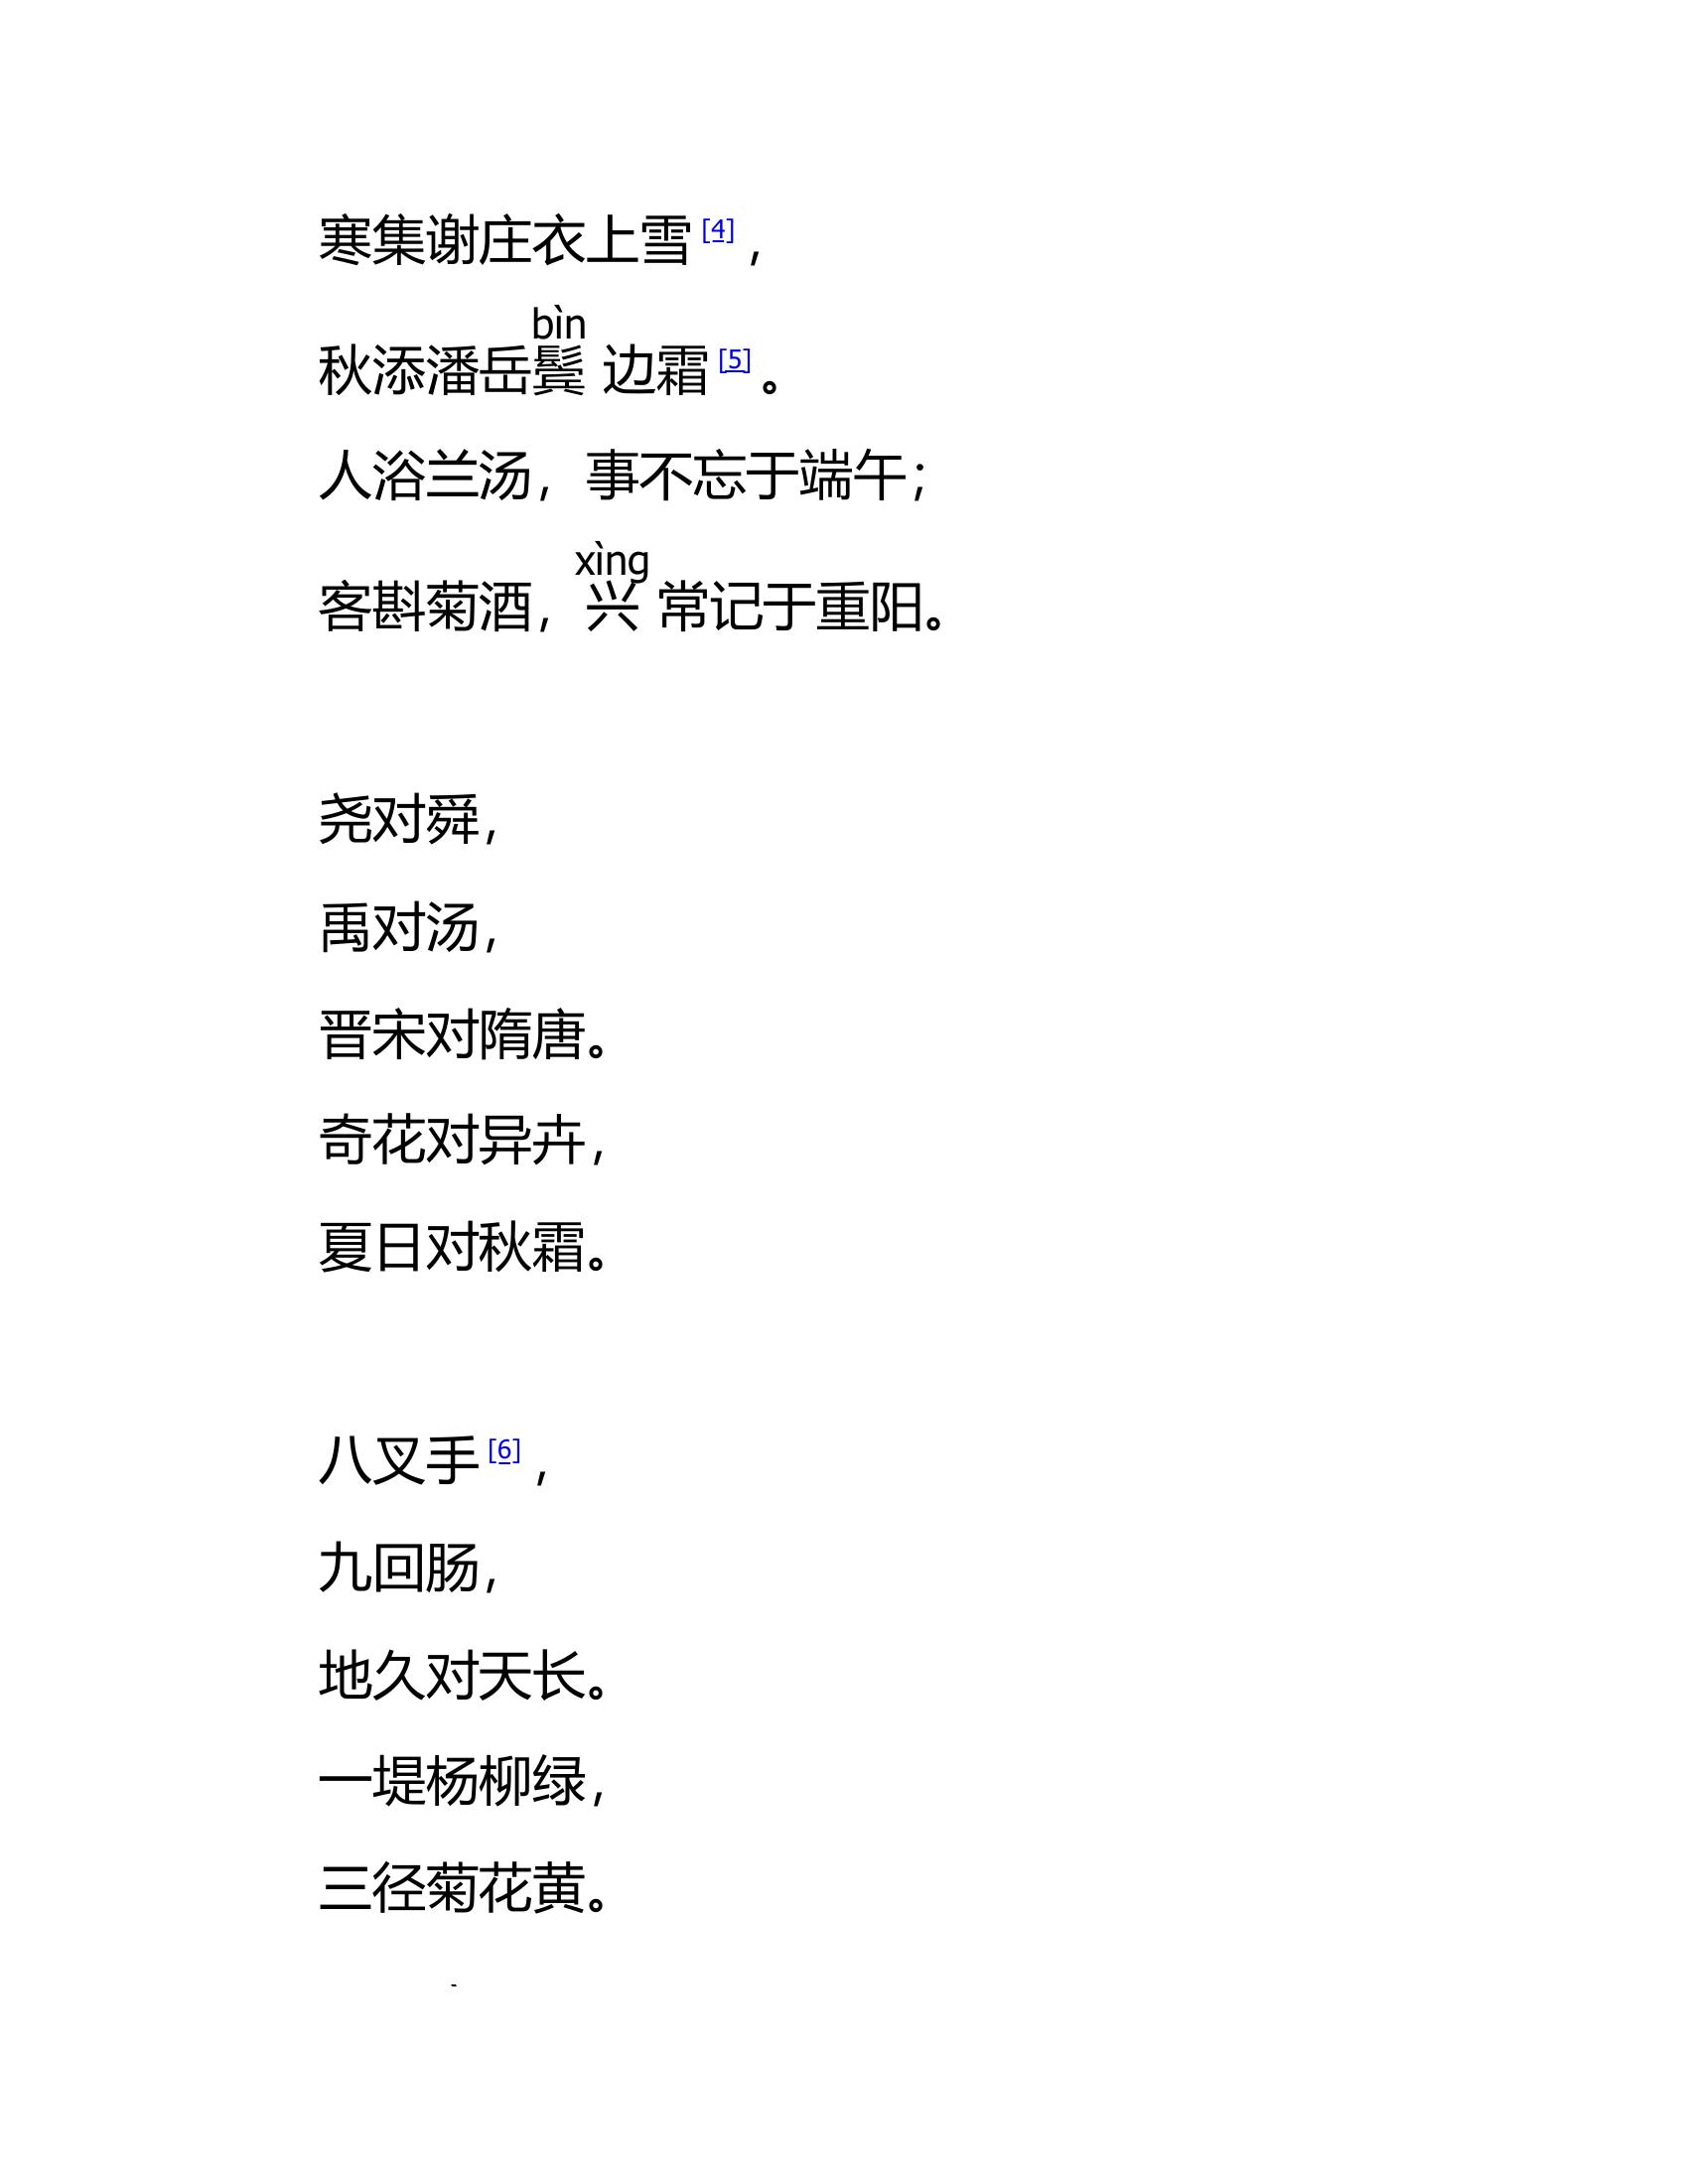 寒集谢庄衣上雪[4]，
bìn
秋添潘岳鬓 边霜[5]。
人浴兰汤，事不忘于端午；
xìng
客斟菊酒，兴 常记于重阳。
尧对舜，
禹对汤，
晋宋对隋唐。
奇花对异卉，
夏日对秋霜。
八叉手[6]，
九回肠，
地久对天长。
一堤杨柳绿，
三径菊花黄。